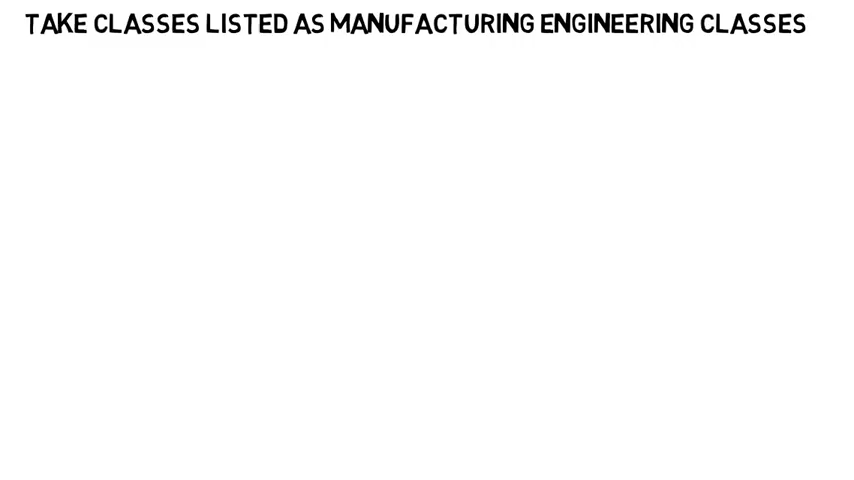 TAKE CLASSES LISTED AS MANUFACTURING ENGINEERING CLASSES